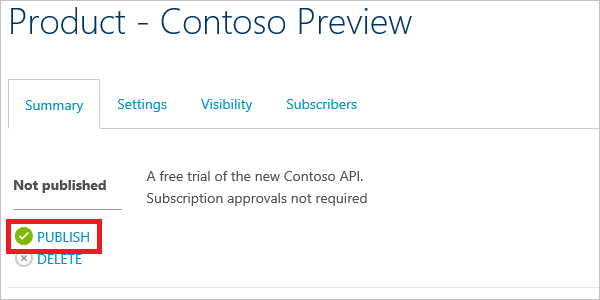 Product - Contoso Preview
Summary Settings Visibility Subscribers
Not published
A free trial of the new Contoso API.
Subscription approvals not required
PUBLISH
DELETE